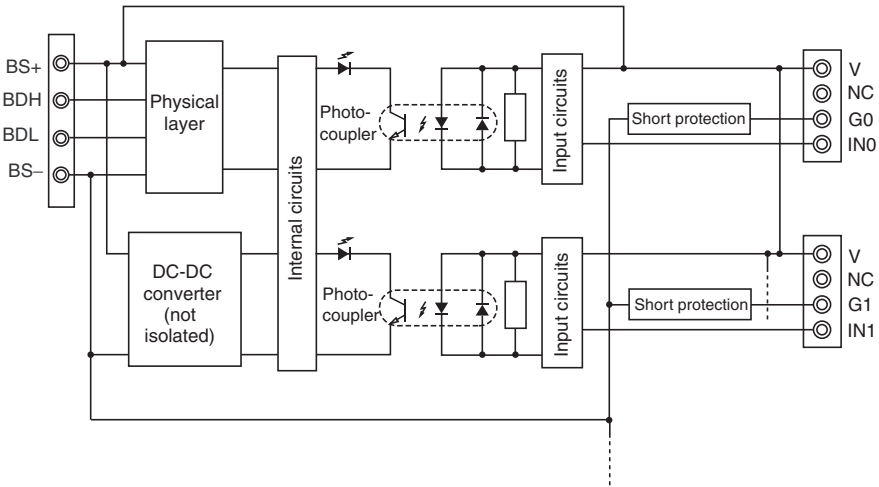 BS+
BDH
BDL
BS–
Physical
layer
DC-DC
converter
(not
isolated)
Internal circuits
Photo-
coupler
Input circuits
Short protection
V
NC
G0
IN0
Photo-
coupler
Input circuits
Short protection
V
NC
G1
IN1